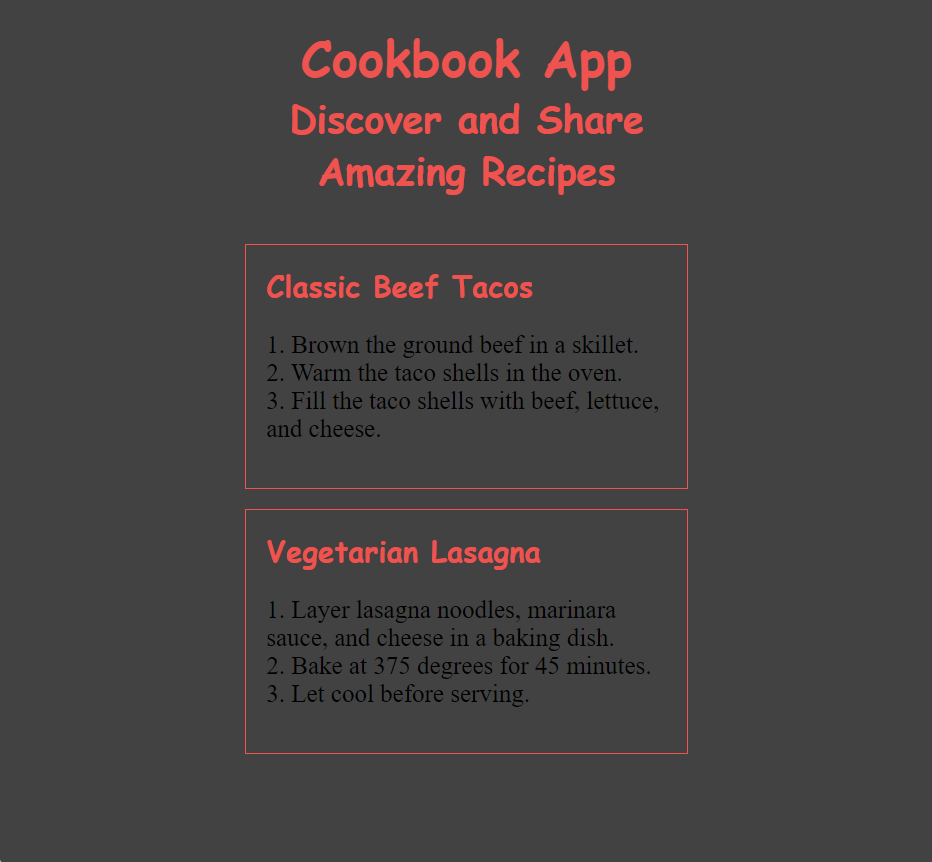 Cookbook App
Discover and Share
Amazing Recipes
Classic Beef Tacos
1. Brown the ground beef in a skillet.
2. Warm the taco shells in the oven.
3. Fill the taco shells with beef, lettuce,
and cheese.
Vegetarian Lasagna
1. Layer lasagna noodles, marinara
sauce, and cheese in a baking dish.
2. Bake at 375 degrees for 45 minutes.
3. Let cool before serving.